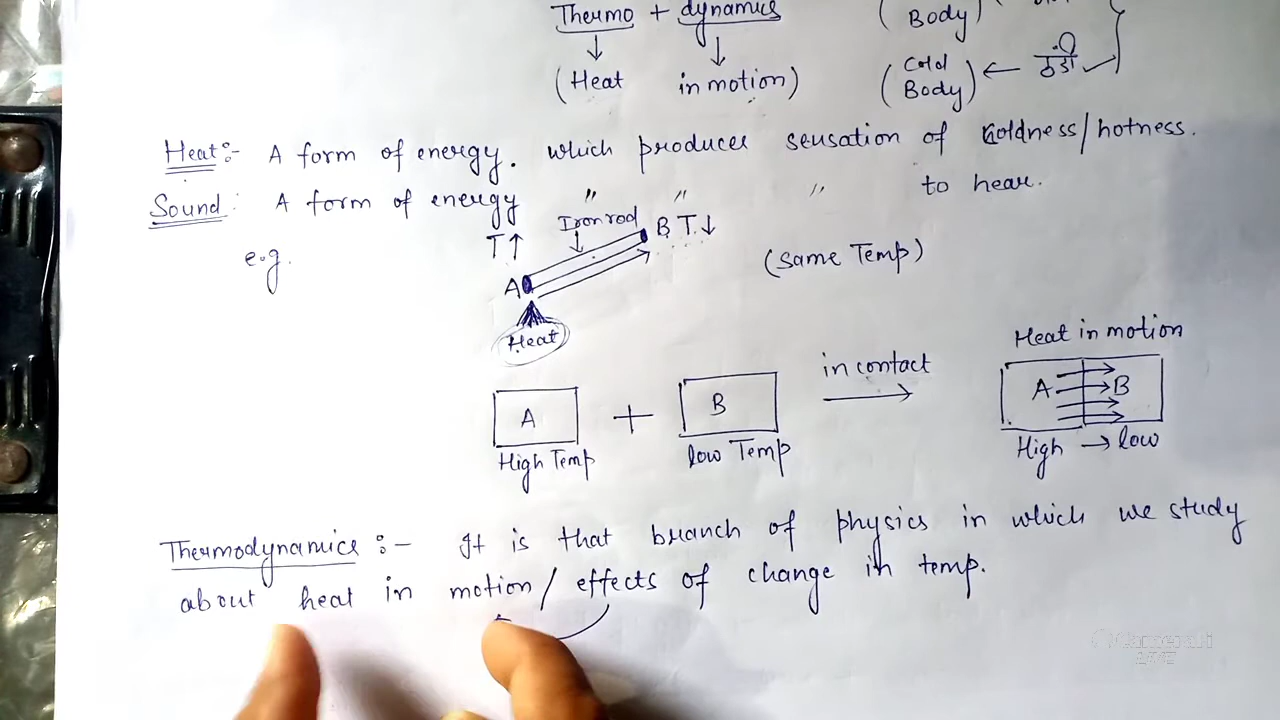 Thermo + dynamics
(Heat in motion)
( Body )
(Cold Body)
Heat:- A form of energy. which produces sensation of coldness/hotness.
Sound: A form of energy " " " to hear.
e.g.
Iron rod
T↑
B T↓
A
Heat
(same Temp)
A + B
in contact
Heat in motion
A B
High Temp
low Temp
High → low
Thermodynamics :- It is that branch of physics in which we study
about heat in motion/ effects of change in temp.